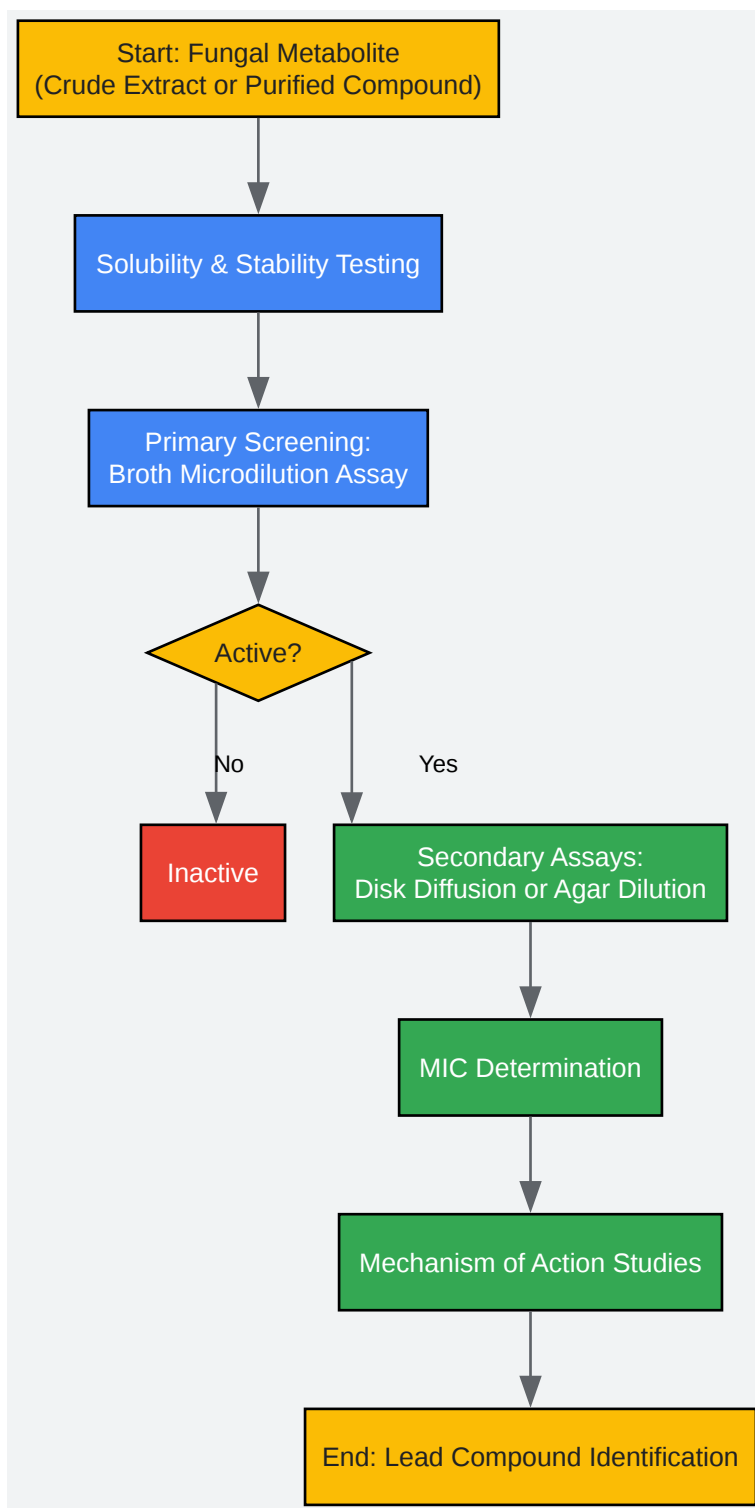 Start: Fungal Metabolite
(Crude Extract or Purified Compound)
Solubility & Stability Testing
Primary Screening:
Broth Microdilution Assay
Active?
No
Yes
Inactive
Secondary Assays:
Disk Diffusion or Agar Dilution
MIC Determination
Mechanism of Action Studies
End: Lead Compound Identification